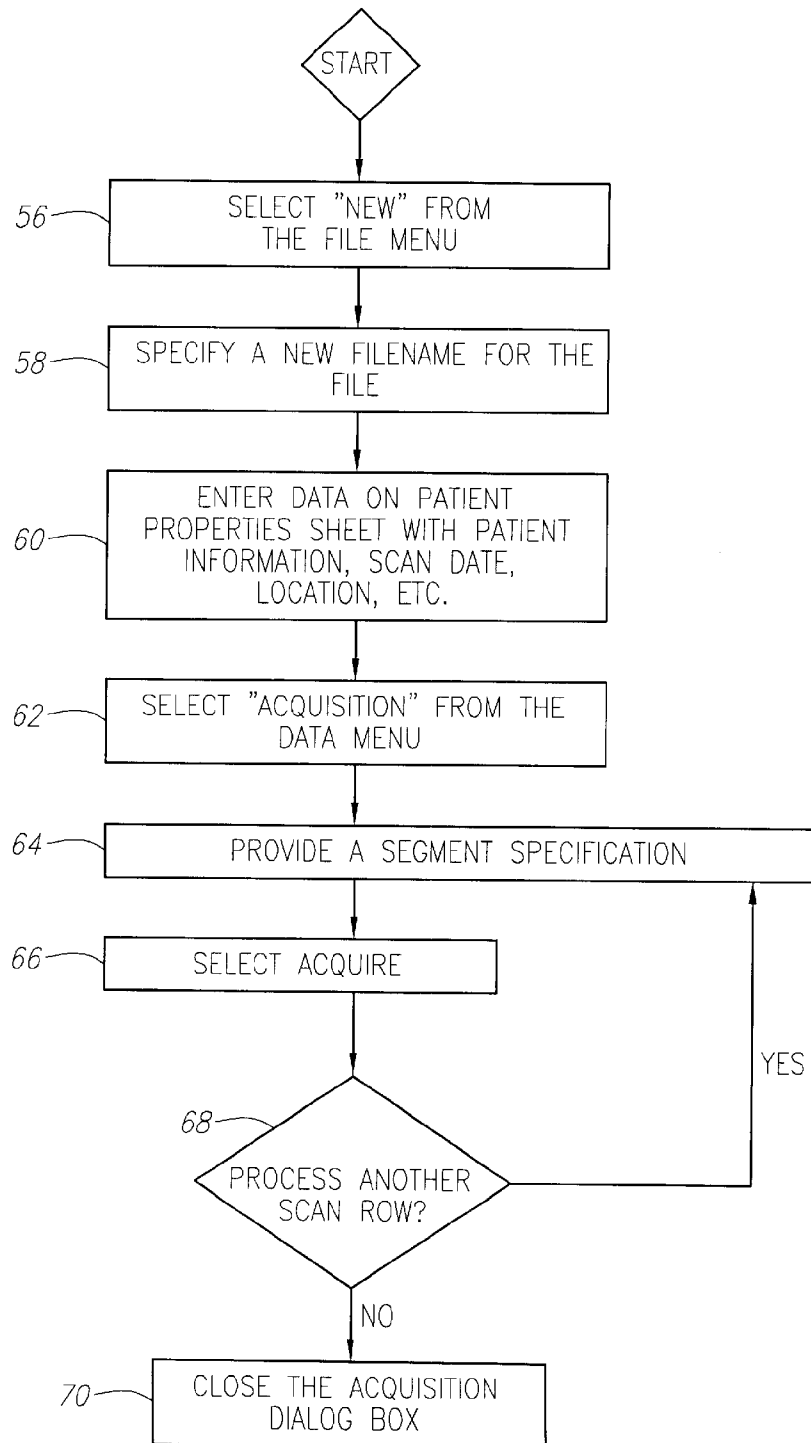 START
56
SELECT "NEW" FROM
THE FILE MENU
58
SPECIFY A NEW FILENAME FOR THE
FILE
60
ENTER DATA ON PATIENT
PROPERTIES SHEET WITH PATIENT
INFORMATION, SCAN DATE,
LOCATION, ETC.
62
SELECT "ACQUISITION" FROM THE
DATA MENU
64
PROVIDE A SEGMENT SPECIFICATION
66
SELECT ACQUIRE
YES
68
PROCESS ANOTHER
SCAN ROW?
NO
70
CLOSE THE ACQUISITION
DIALOG BOX